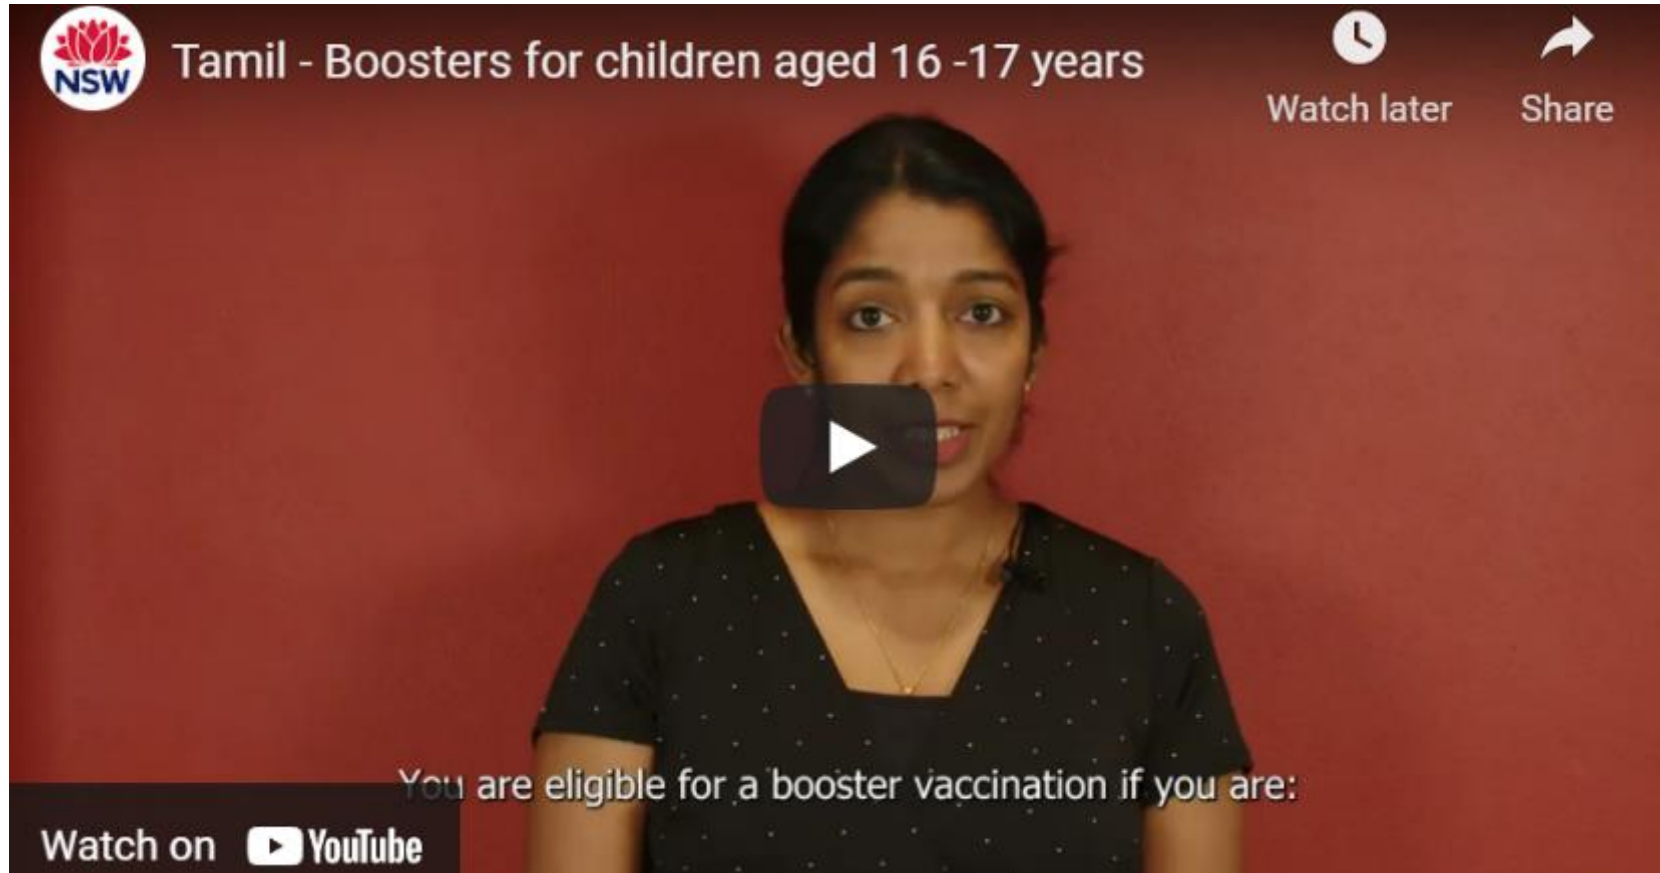 NSW
Tamil - Boosters for children aged 16 -17 years
Watch later
Share
You are eligible for a booster vaccination if you are:
Watch on YouTube